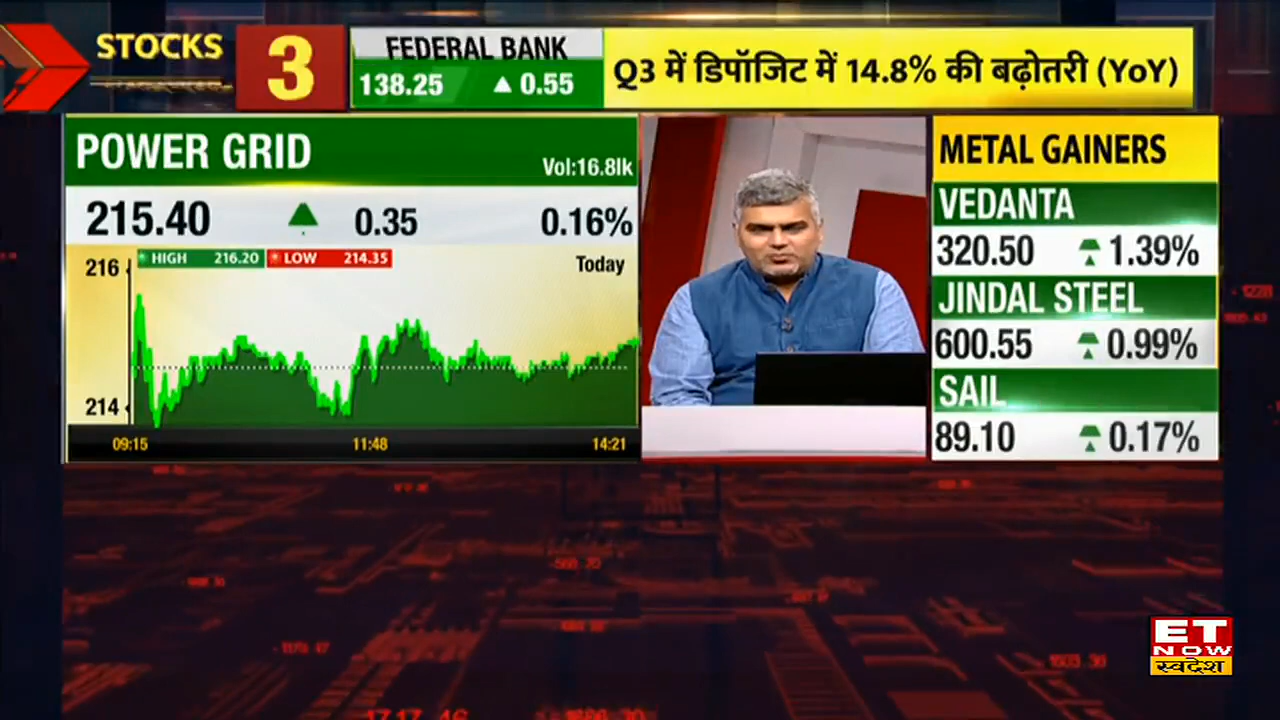 STOCKS
3
FEDERAL BANK
138.25 ▲ 0.55
Q3 में डिपॉजिट में 14.8% की बढ़ोतरी (YoY)
POWER GRID
Vol:16.8lk
215.40 ▲ 0.35 0.16%
HIGH 216.20 LOW 214.35
Today
216
214
09:15 11:48 14:21
METAL GAINERS
VEDANTA
320.50 1.39%
JINDAL STEEL
600.55 0.99%
SAIL
89.10 0.17%
ET
NOW
स्वदेश